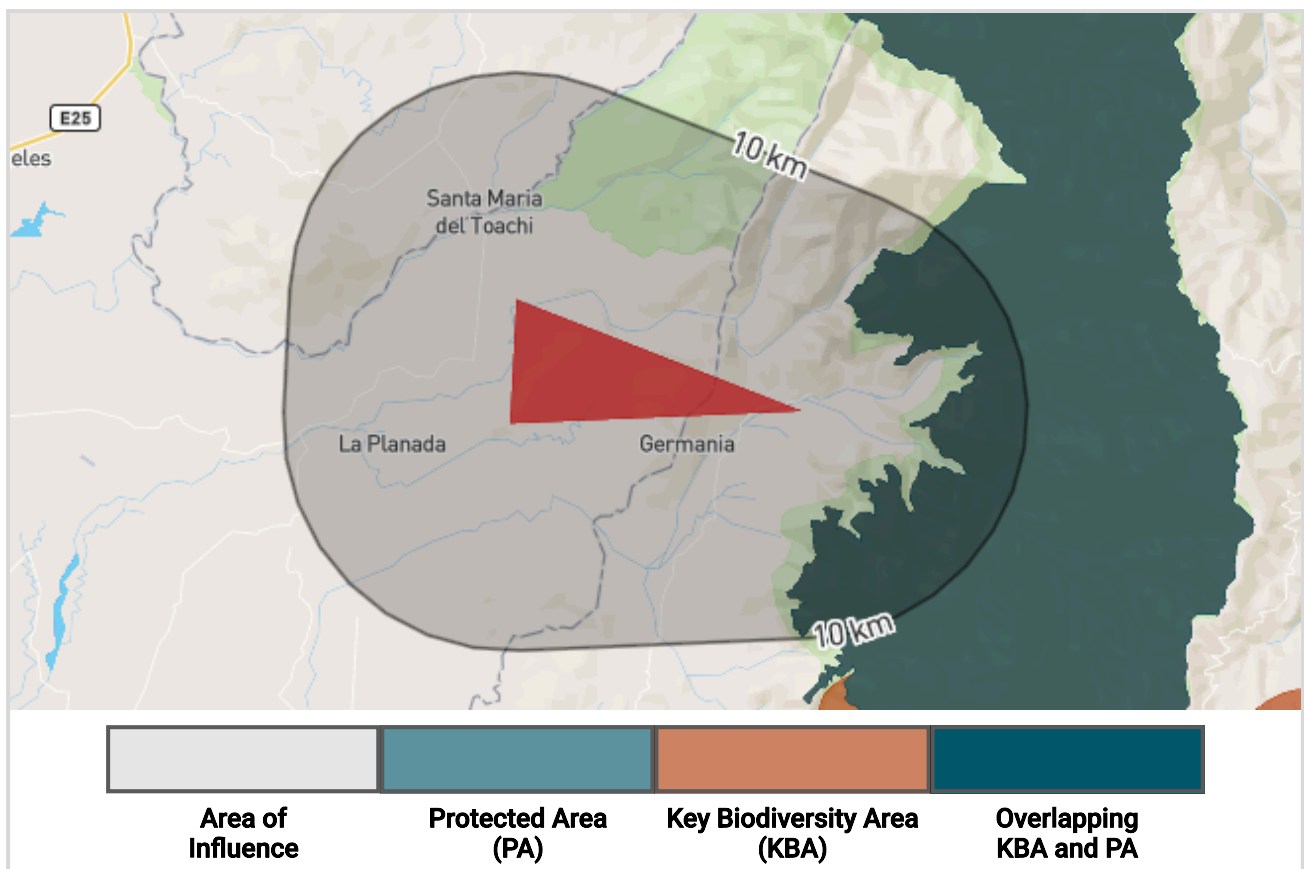 10 km
E25
eles
Santa Maria
del Toachi
La Planada
Germania
10 km
Area of
Influence
Protected Area
(PA)
Key Biodiversity Area
(KBA)
Overlapping
KBA and PA